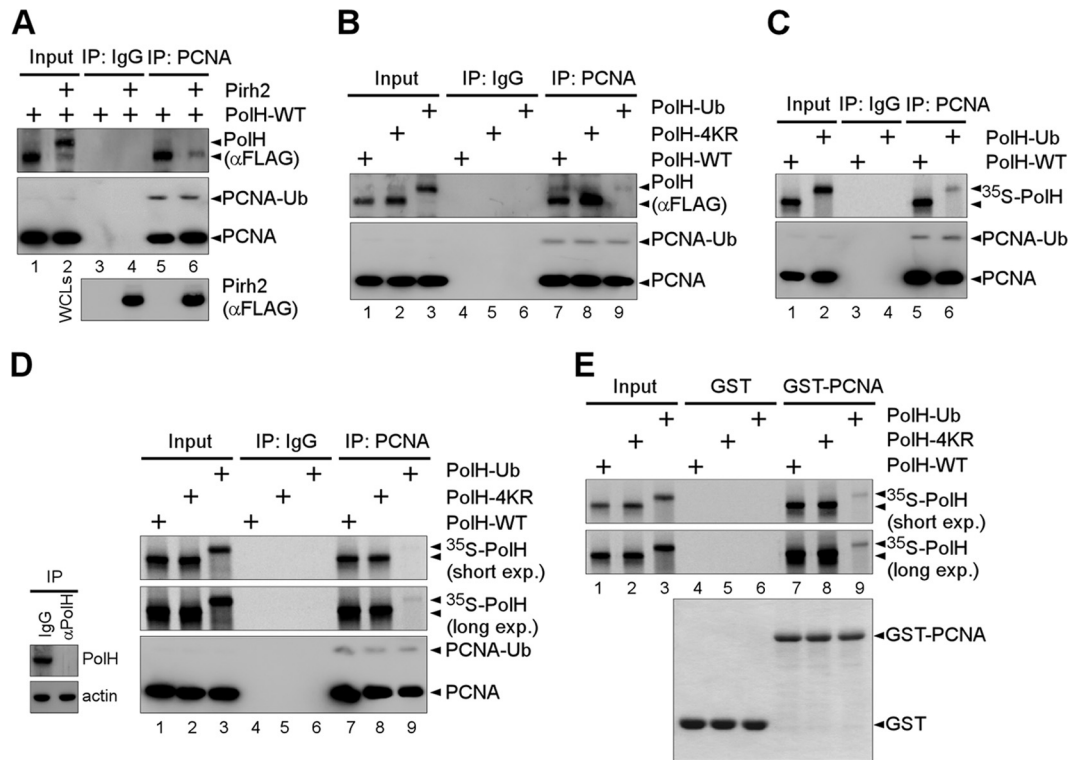 A
Input IP: IgG IP: PCNA
+ + + Pirh2
+ + + + + + PolH-WT
PolH
(αFLAG)
PCNA-Ub
PCNA
1 2 3 4 5 6
WCLs
Pirh2
(αFLAG)
B
Input IP: IgG IP: PCNA
+ + + PolH-Ub
+ + + PolH-4KR
+ + + PolH-WT
PolH
(αFLAG)
PCNA-Ub
PCNA
1 2 3 4 5 6 7 8 9
C
Input IP: IgG IP: PCNA
+ + + PolH-Ub
+ + + PolH-WT
35S-PolH
PCNA-Ub
PCNA
1 2 3 4 5 6
D
Input IP: IgG IP: PCNA
+ + + PolH-Ub
+ + + PolH-4KR
+ + + PolH-WT
35S-PolH
(short exp.)
35S-PolH
(long exp.)
PCNA-Ub
PCNA
1 2 3 4 5 6 7 8 9
IP
IgG αPolH
PolH
actin
E
Input GST GST-PCNA
+ + + PolH-Ub
+ + + PolH-4KR
+ + + PolH-WT
35S-PolH
(short exp.)
35S-PolH
(long exp.)
1 2 3 4 5 6 7 8 9
GST-PCNA
GST